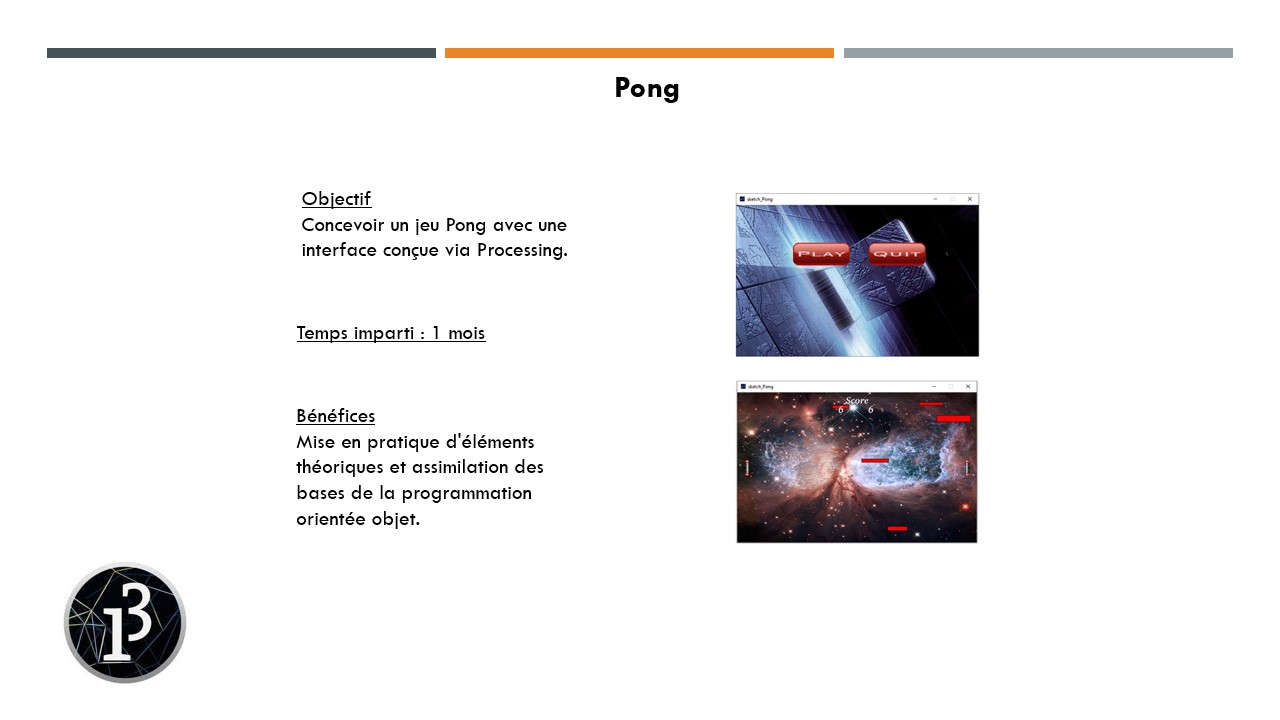 Pong
Objectif
Concevoir un jeu Pong avec une
interface conçue via Processing.
Temps imparti : 1 mois
Bénéfices
Mise en pratique d'éléments
théoriques et assimilation des
bases de la programmation
orientée objet.
sketch_Pong
PLAY QUIT
sketch_Pong
Score
6 6
3
1